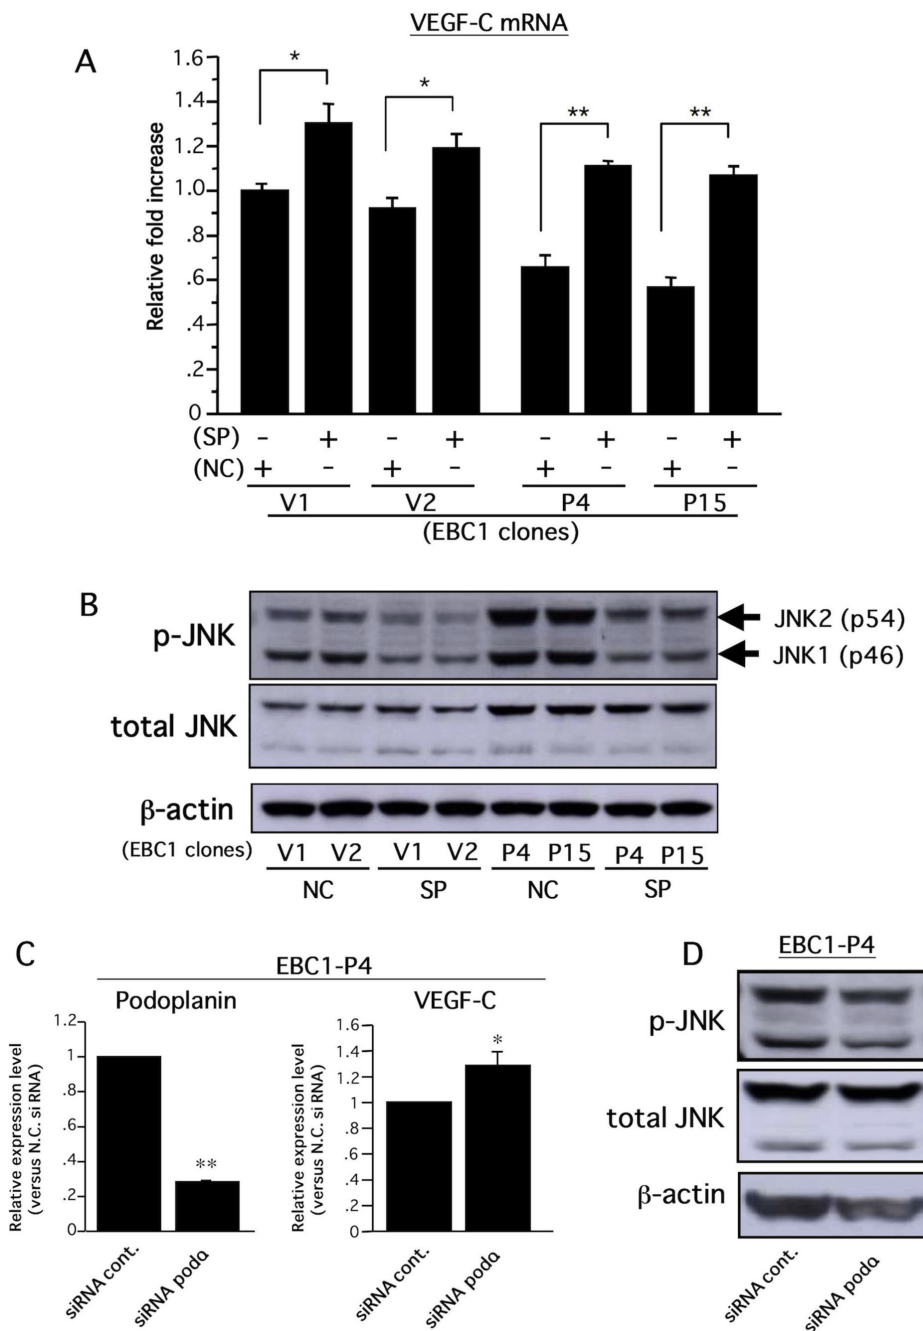 VEGF-C mRNA
A
Relative fold increase
1.6
1.4
1.2
1.0
.8
.6
.4
.2
0
* * ** **
(SP) - + - + - + - +
(NC) + - + - + - + -
V1 V2 P4 P15
(EBC1 clones)
B
p-JNK
JNK2 (p54)
JNK1 (p46)
total JNK
β-actin
(EBC1 clones) V1 V2 V1 V2 P4 P15 P4 P15
NC SP NC SP
C
EBC1-P4
Podoplanin
Relative expression level
(versus N.C. siRNA)
1.2
1
.8
.6
.4
.2
0
**
siRNA cont.
siRNA poda
VEGF-C
Relative expression level
(versus N.C. siRNA)
1.6
1.4
1.2
1
.8
.6
.4
.2
0
*
siRNA cont.
siRNA poda
D
EBC1-P4
p-JNK
total JNK
β-actin
siRNA cont.
siRNA poda